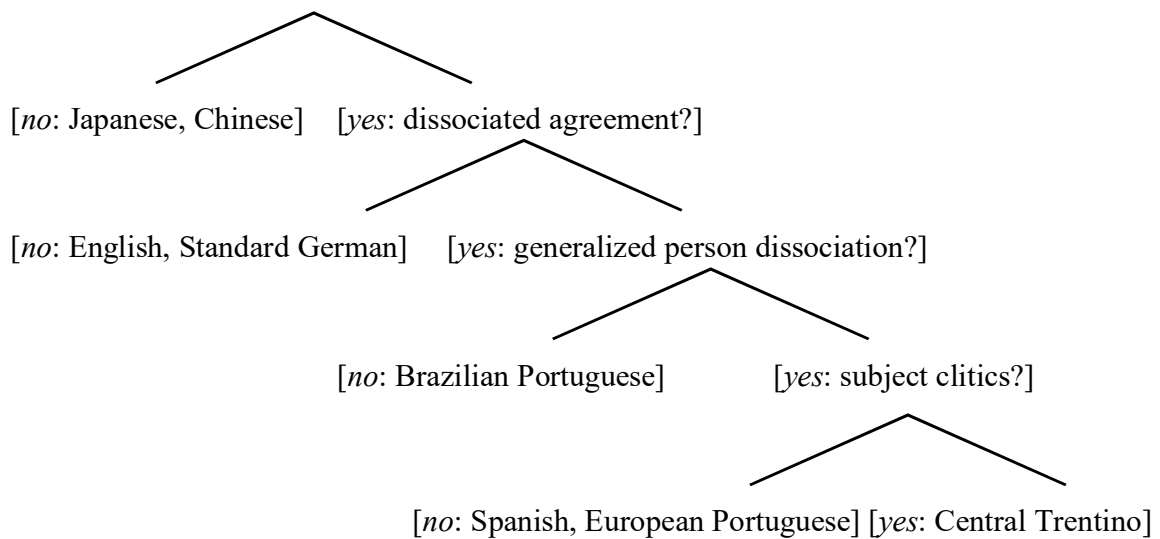 [no: Japanese, Chinese] [yes: dissociated agreement?]
[no: English, Standard German] [yes: generalized person dissociation?]
[no: Brazilian Portuguese] [yes: subject clitics?]
[no: Spanish, European Portuguese] [yes: Central Trentino]